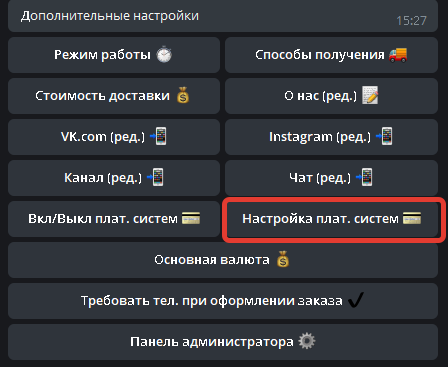 Дополнительные настройки
15:27
Режим работы ⏱️
Способы получения 🚚
Стоимость доставки 💰
О нас (ред.) 📝
VK.com (ред.) 📲
Instagram (ред.) 📲
Канал (ред.) 📲
Чат (ред.) 📲
Вкл/Выкл плат. систем 💳
Настройка плат. систем 💳
Основная валюта 💰
Требовать тел. при оформлении заказа ✔️
Панель администратора ⚙️